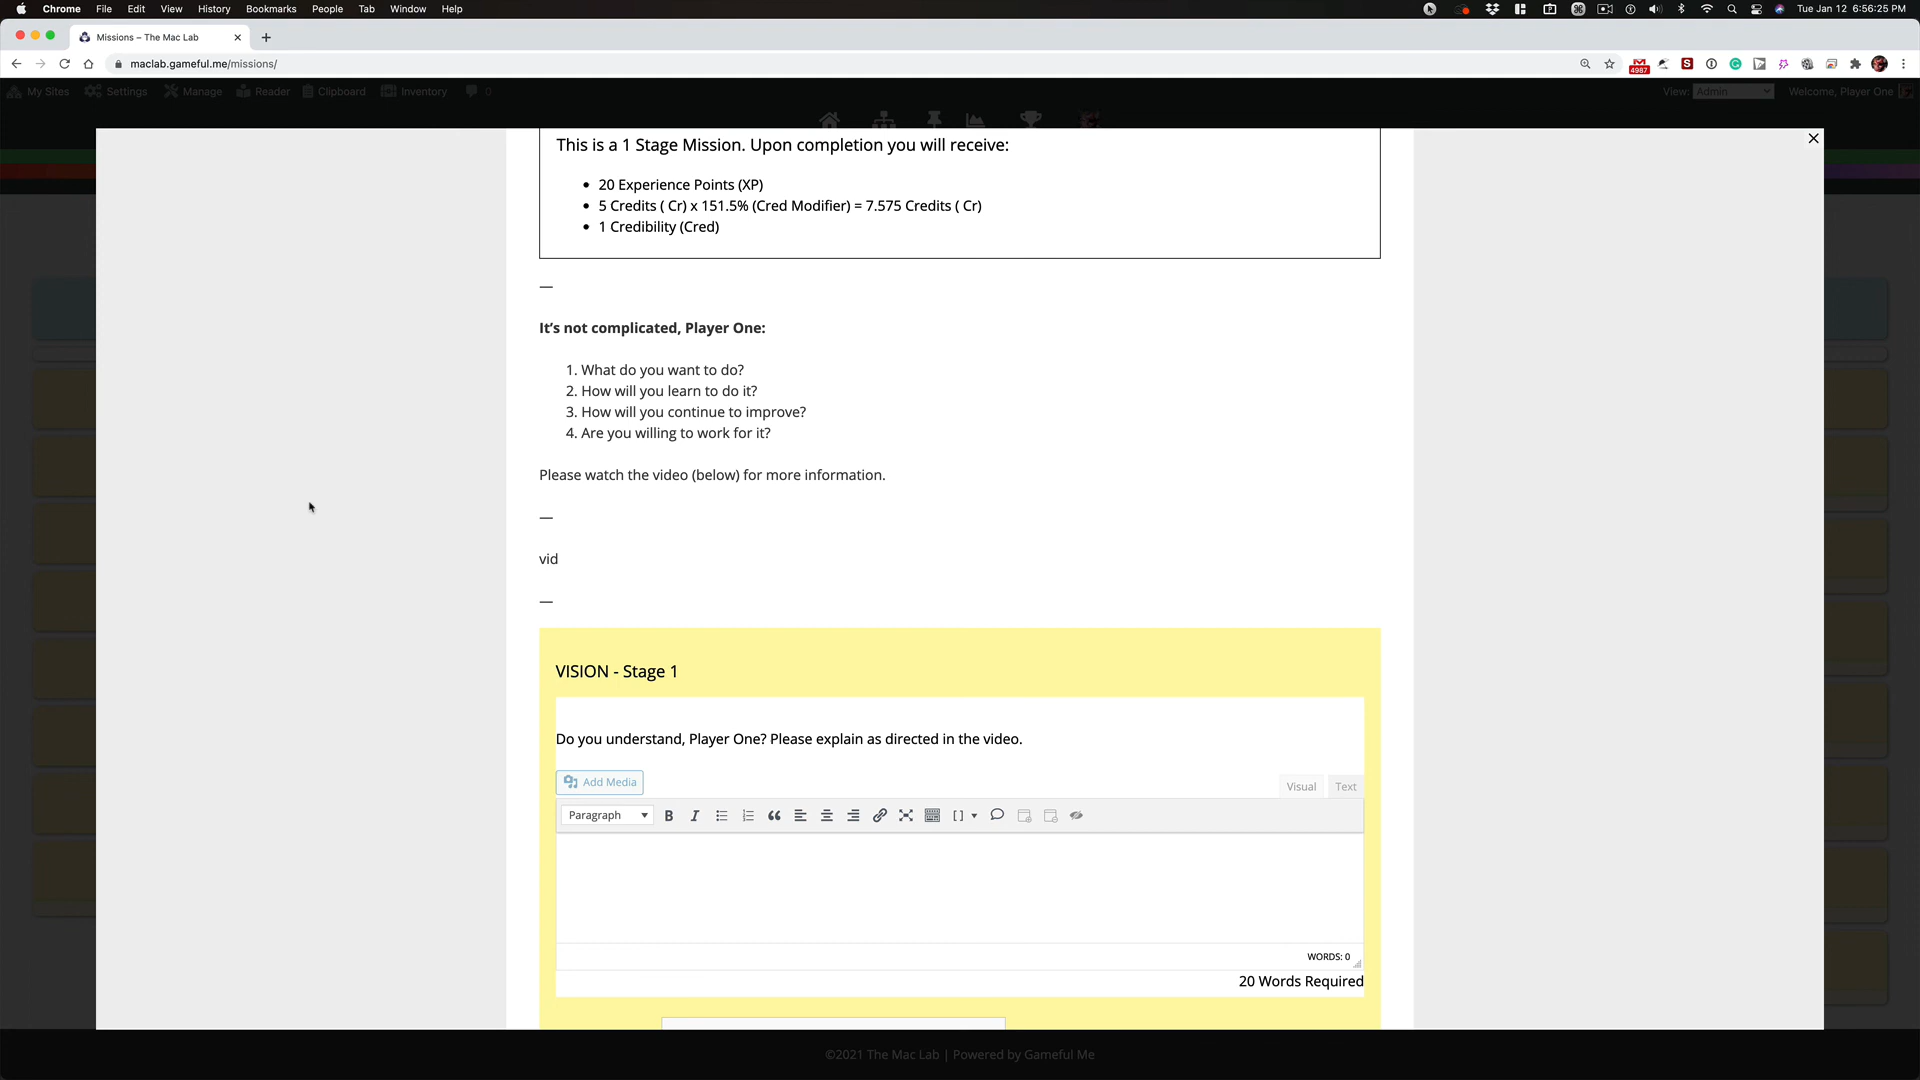 Chrome File Edit View History Bookmarks People Tab Window Help Tue Jan 12 6:56:25 PM
Missions – The Mac Lab
maclab.gameful.me/missions/
4987
My Sites Settings Manage Reader Clipboard Inventory 0 View: Admin Welcome, Player One
This is a 1 Stage Mission. Upon completion you will receive:
• 20 Experience Points (XP)
• 5 Credits ( Cr) x 151.5% (Cred Modifier) = 7.575 Credits ( Cr)
• 1 Credibility (Cred)
—
It’s not complicated, Player One:
1. What do you want to do?
2. How will you learn to do it?
3. How will you continue to improve?
4. Are you willing to work for it?
Please watch the video (below) for more information.
—
vid
—
VISION - Stage 1
Do you understand, Player One? Please explain as directed in the video.
Add Media Visual Text
Paragraph B I
WORDS: 0
20 Words Required
©2021 The Mac Lab | Powered by Gameful Me